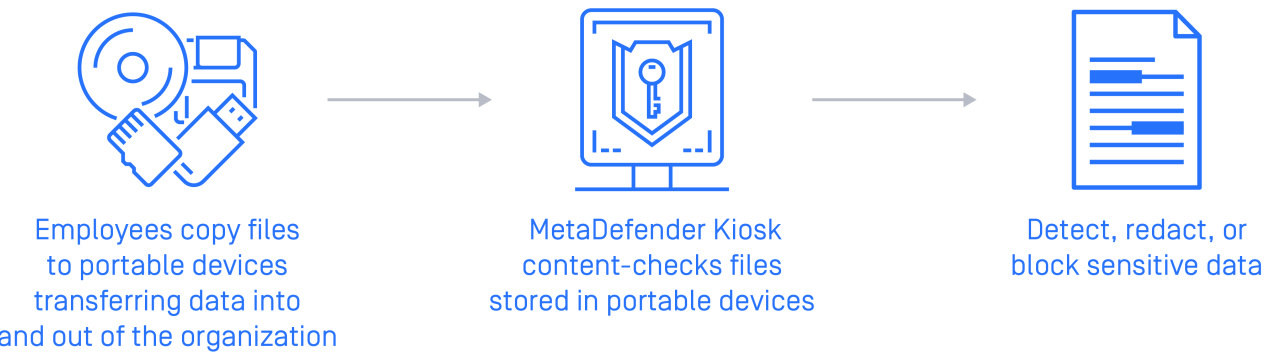 Employees copy files
to portable devices
transferring data into
and out of the organization
MetaDefender Kiosk
content-checks files
stored in portable devices
Detect, redact, or
block sensitive data